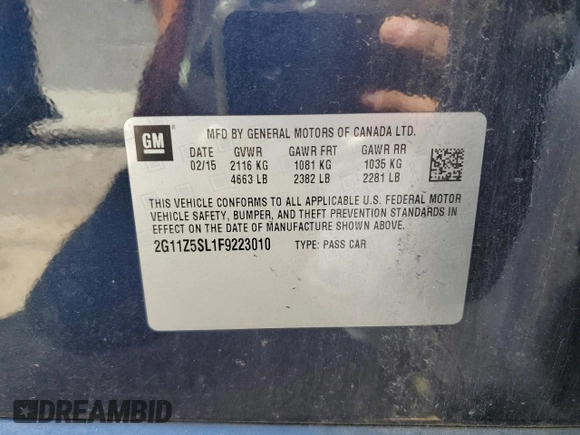 GM
MFD BY GENERAL MOTORS OF CANADA LTD.
DATE GVWR GAWR FRT GAWR RR
02/15 2116 KG 1081 KG 1035 KG
4663 LB 2382 LB 2281 LB
THIS VEHICLE CONFORMS TO ALL APPLICABLE U.S. FEDERAL MOTOR
VEHICLE SAFETY, BUMPER, AND THEFT PREVENTION STANDARDS IN
EFFECT ON THE DATE OF MANUFACTURE SHOWN ABOVE.
2G11Z5SL1F9223010 TYPE: PASS CAR
DREAMBID